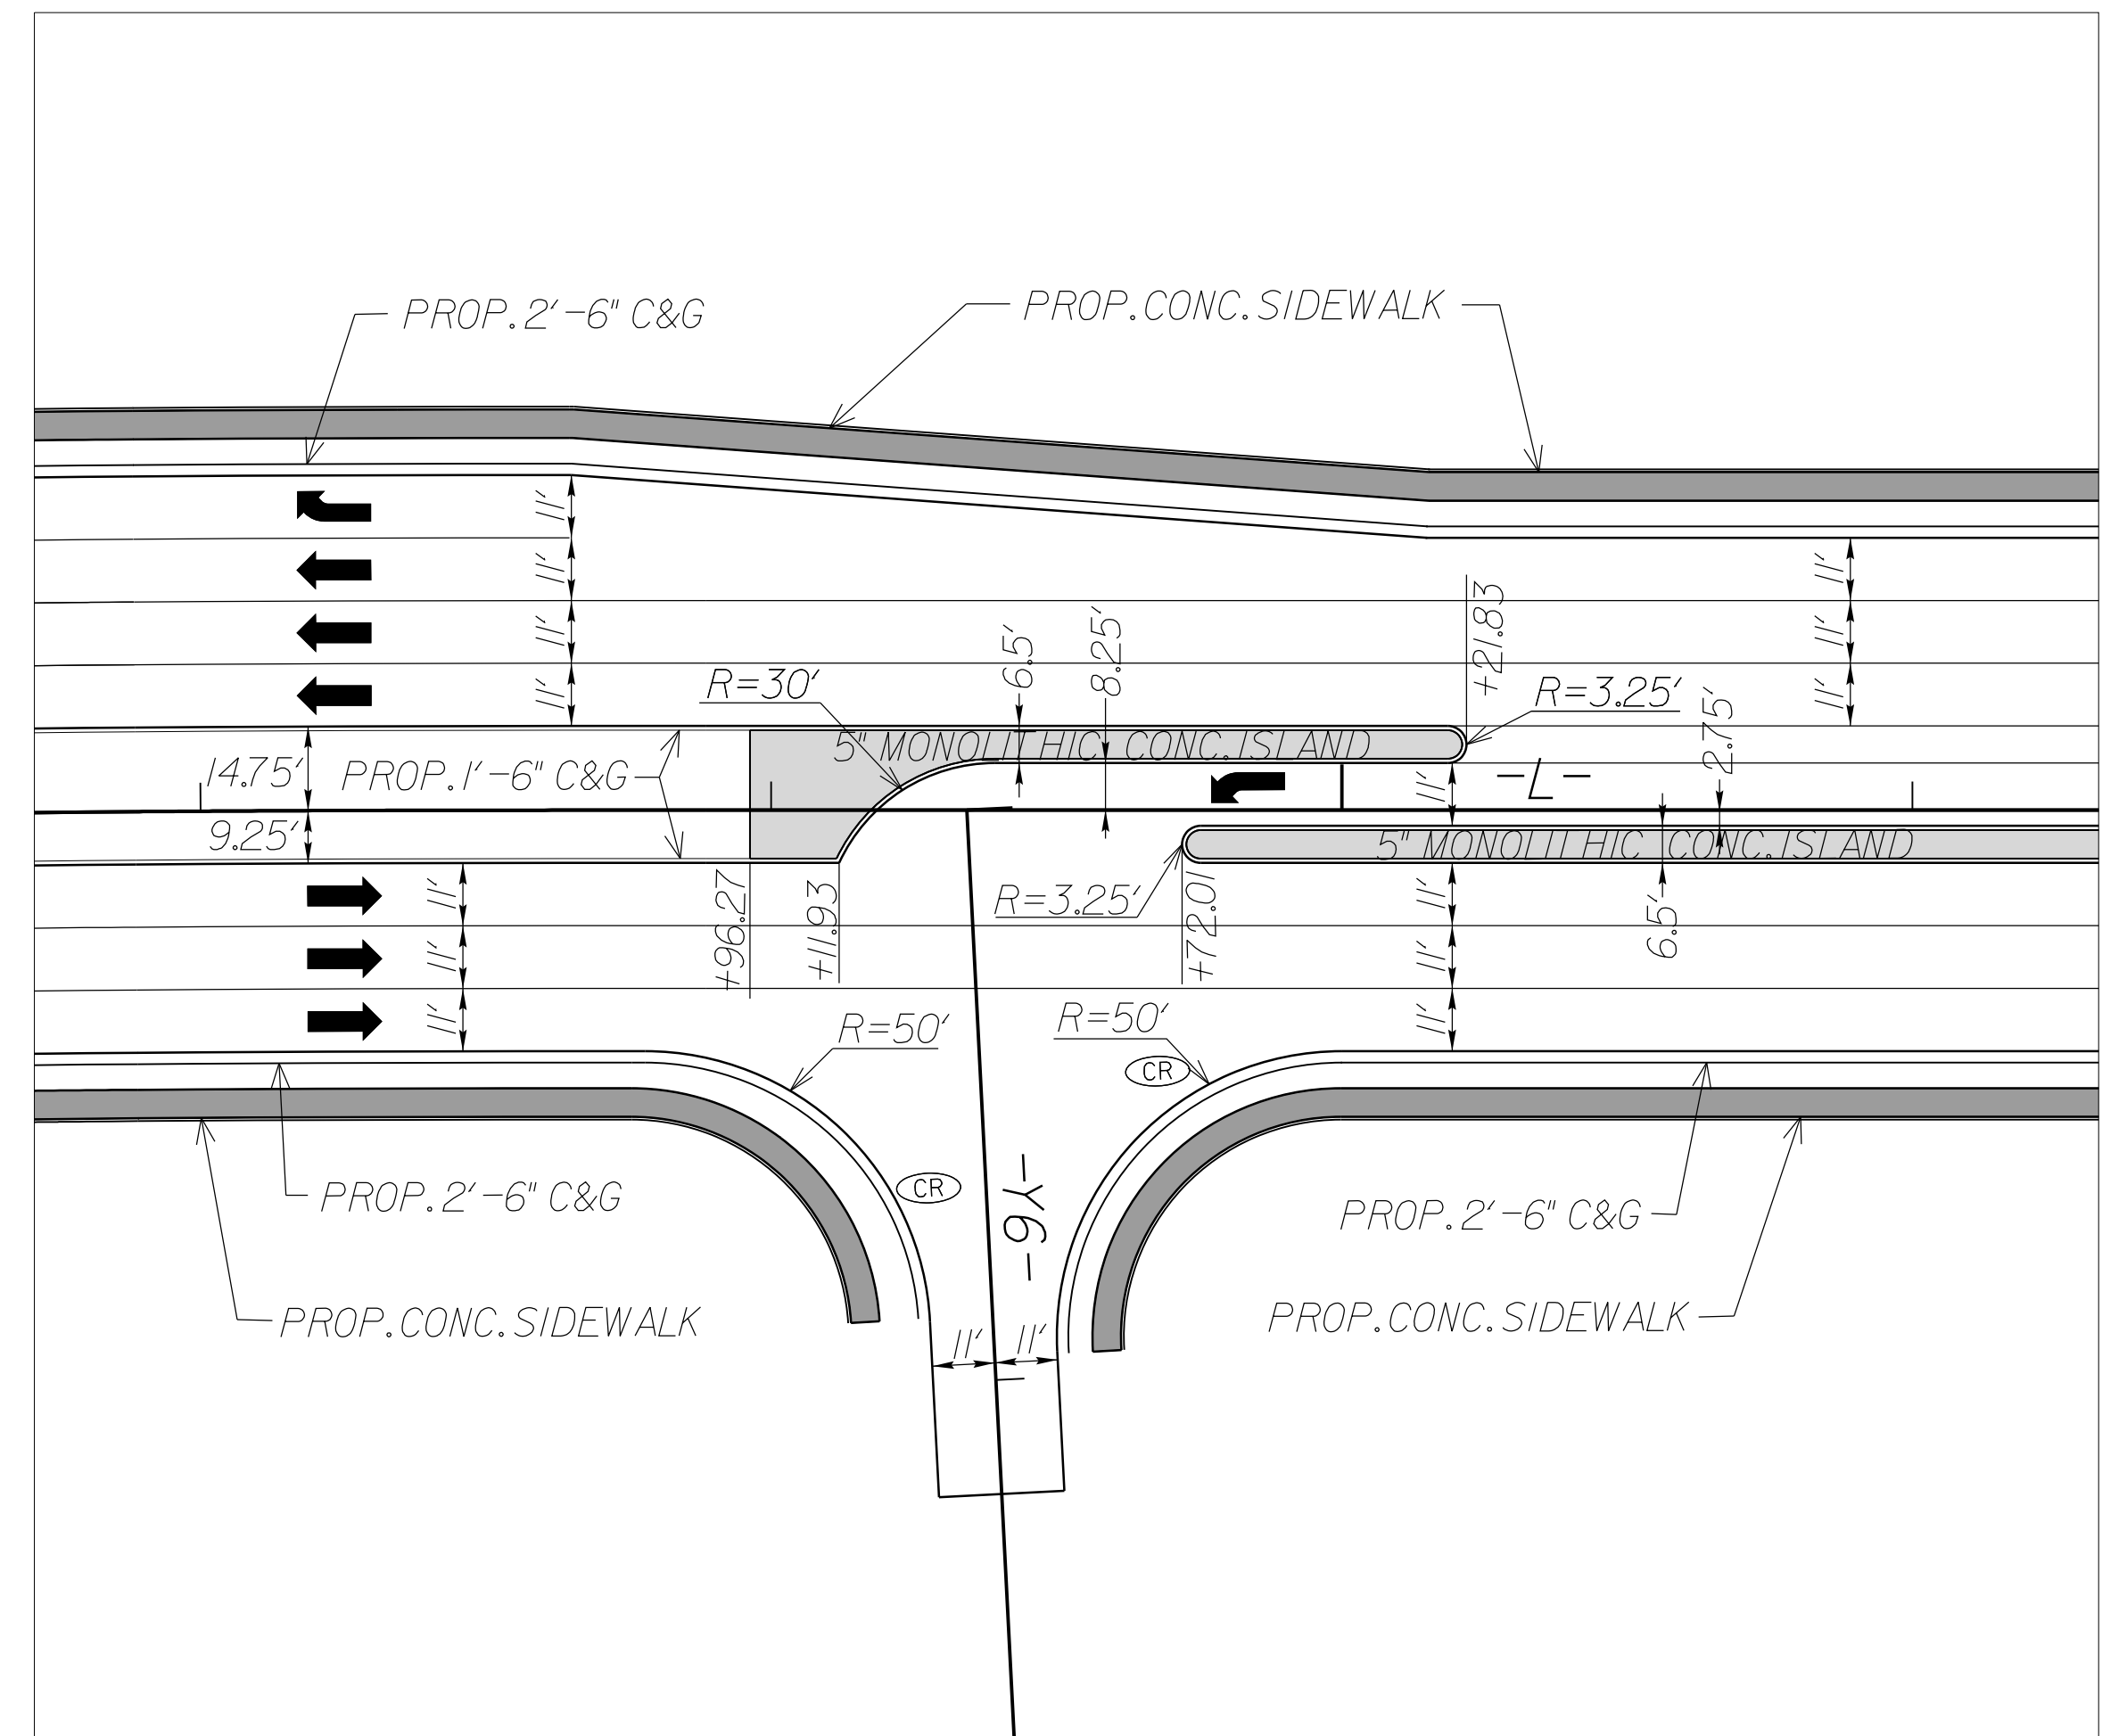 PROP. 2'-6" C&G
PROP. CONC. SIDEWALK
11'
11'
11'
11'
11'
11'
11'
6.5'
8.25'
+21.83
R=30'
R=3.25'
2.75'
14.75'
PROP. 1'-6" C&G
5" MONOLITHIC CONC. ISLAND
11'
-L-
9.25'
5" MONOLITHIC CONC. ISLAND
11'
11'
11'
+96.27
+11.93
R=3.25'
+72.01
11'
11'
11'
6.5'
R=50'
R=50'
CR
CR
-Y9-
PROP. 2'-6" C&G
PROP. 2'-6" C&G
PROP. CONC. SIDEWALK
PROP. CONC. SIDEWALK
11'
11'